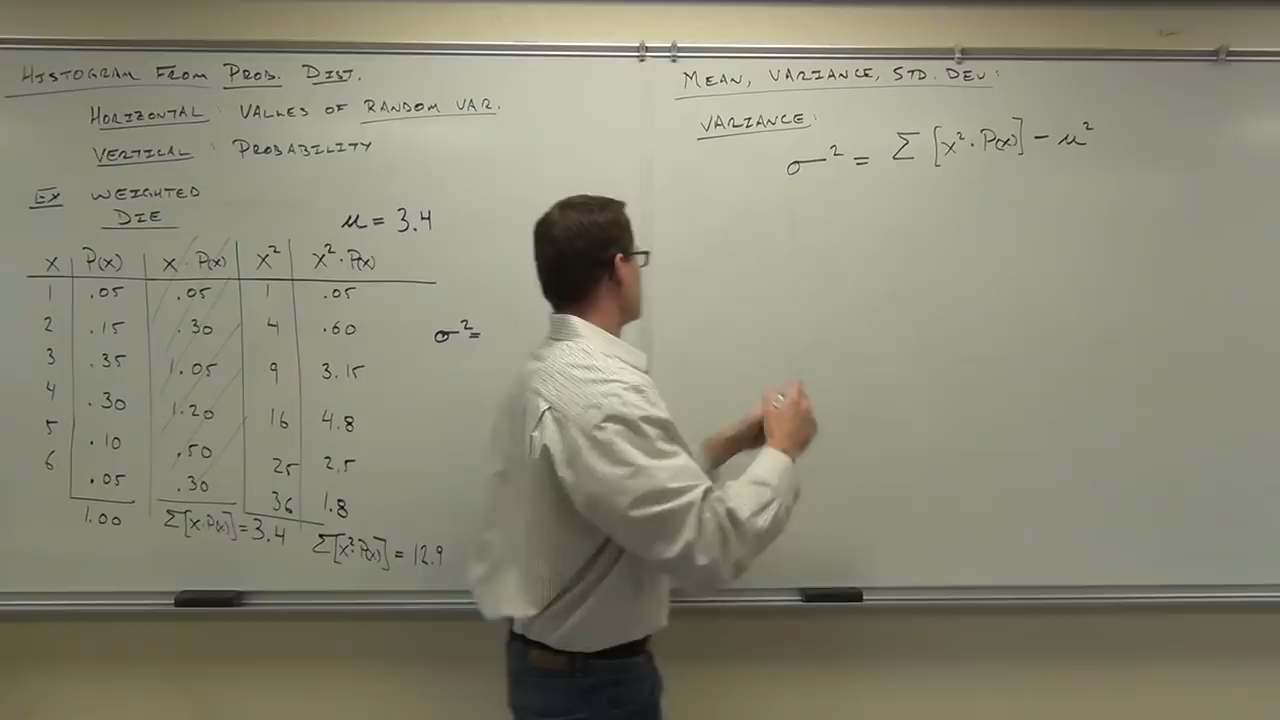 HISTOGRAM FROM PROB. DIST.
HORIZONTAL: VALUES OF RANDOM VAR.
VERTICAL: PROBABILITY
EX WEIGHTED
DIE
μ = 3.4
x P(x) x · P(x) x² x² · P(x)
1 .05 .05 1 .05
2 .15 .30 4 .60
3 .35 1.05 9 3.15
4 .30 1.20 16 4.8
5 .10 .50 25 2.5
6 .05 .30 36 1.8
1.00 Σ[x·P(x)] = 3.4 Σ[x²·P(x)] = 12.9
σ² =
MEAN, VARIANCE, STD. DEV:
VARIANCE:
σ² = Σ [x² · P(x)] − μ²